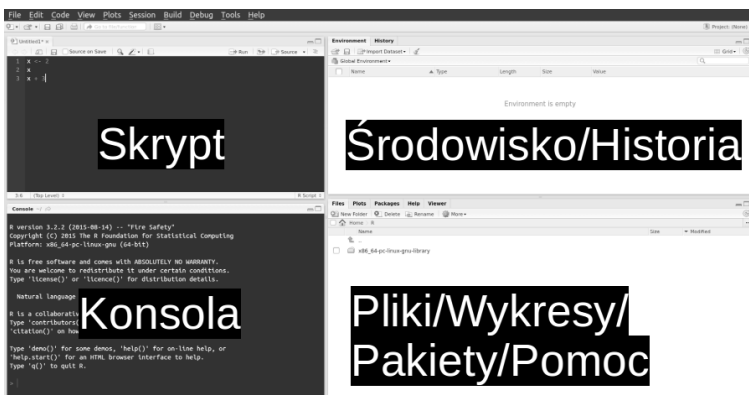 File Edit Code View Plots Session Build Debug Tools Help
Project: (None)
Untitled1* ×
Source on Save
Run
Source
1 x <- 2
2 x
3 x + 3
Skrypt
3:6 (Top Level) R Script
Environment History
Import Dataset
Grid
Global Environment
Name Type Length Size Value
Environment is empty
Środowisko/Historia
Console ~/
R version 3.2.2 (2015-08-14) -- "Fire Safety"
Copyright (C) 2015 The R Foundation for Statistical Computing
Platform: x86_64-pc-linux-gnu (64-bit)
R is free software and comes with ABSOLUTELY NO WARRANTY.
You are welcome to redistribute it under certain conditions.
Type 'license()' or 'licence()' for distribution details.
Natural language
R is a collaborativ
Type 'contributors(
'citation()' on how
Konsola
Type 'demo()' for some demos, 'help()' for on-line help, or
'help.start()' for an HTML browser interface to help.
Type 'q()' to quit R.
>
Files Plots Packages Help Viewer
New Folder Delete Rename More
Home R
Name Size Modified
..
x86_64-pc-linux-gnu-library
Pliki/Wykresy/
Pakiety/Pomoc